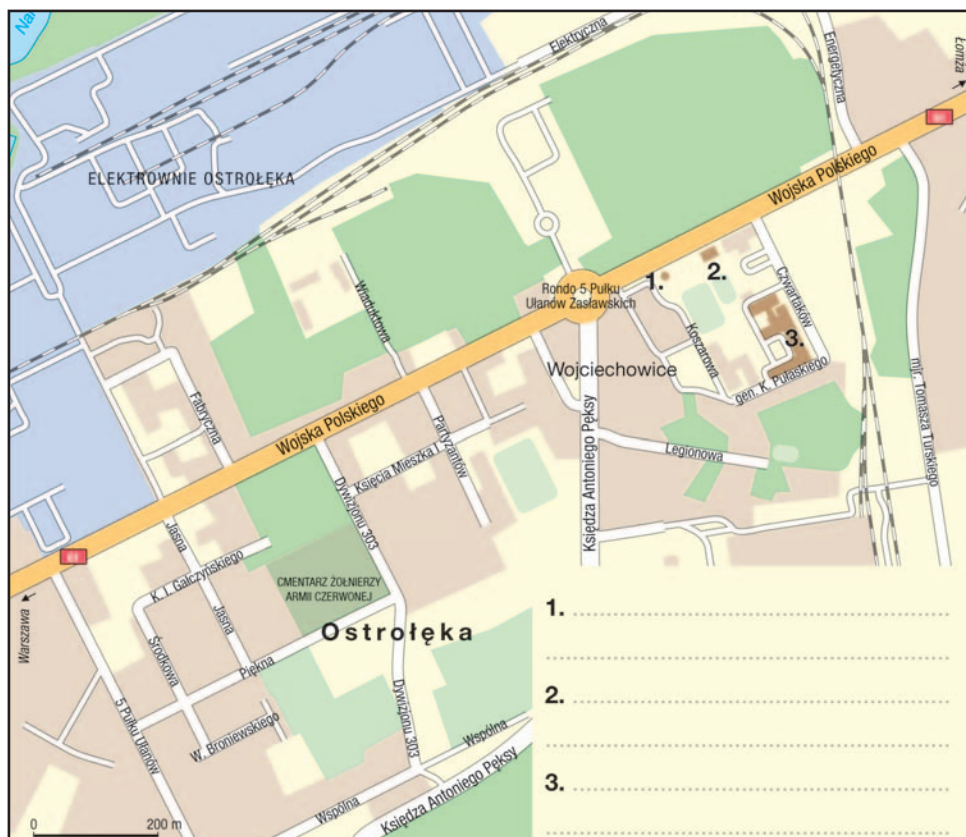 Elektryczna
Energetyczna
Łomża
ELEKTROWNIE OSTROŁĘKA
Wojska Polskiego
1.
2.
Rondo 5 Pułku
Ułanów Zasławskich
Wiaduktowa
Czwartaków
Koszarowa
3.
Wojciechowice
gen. K. Pułaskiego
mjr. Tomasza Turskiego
Fabryczna
Wojska Polskiego
Partyzantów
Księdza Antoniego Pęksy
Legionowa
Księcia Mieszka I
Dywizjonu 303
Jasna
K. I. Gałczyńskiego
CMENTARZ ŻOŁNIERZY
ARMII CZERWONEJ
Warszawa
Jasna
Środkowa
Piękna
Ostrołęka
5 Pułku Ułanów
W. Broniewskiego
Dywizjonu 303
Wspólna
Wspólna
Księdza Antoniego Pęksy
0 200 m
1.
2.
3.